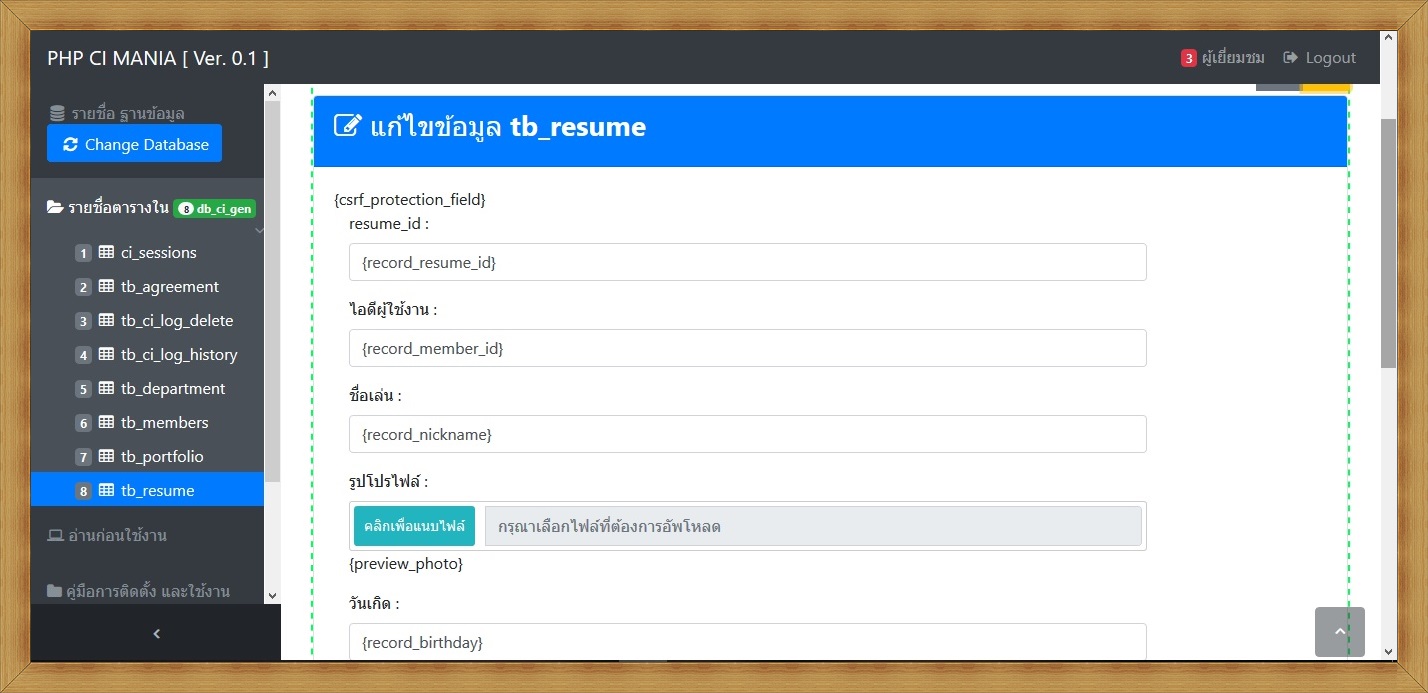 PHP CI MANIA [ Ver. 0.1 ]
3 ผู้เยี่ยมชม Logout
รายชื่อ ฐานข้อมูล
Change Database
รายชื่อตารางใน 8 db_ci_gen
1 ci_sessions
2 tb_agreement
3 tb_ci_log_delete
4 tb_ci_log_history
5 tb_department
6 tb_members
7 tb_portfolio
8 tb_resume
อ่านก่อนใช้งาน
คู่มือการติดตั้ง และใช้งาน
แก้ไขข้อมูล tb_resume
{csrf_protection_field}
resume_id :
{record_resume_id}
ไอดีผู้ใช้งาน :
{record_member_id}
ชื่อเล่น :
{record_nickname}
รูปโปรไฟล์ :
คลิกเพื่อแนบไฟล์ กรุณาเลือกไฟล์ที่ต้องการอัพโหลด
{preview_photo}
วันเกิด :
{record_birthday}